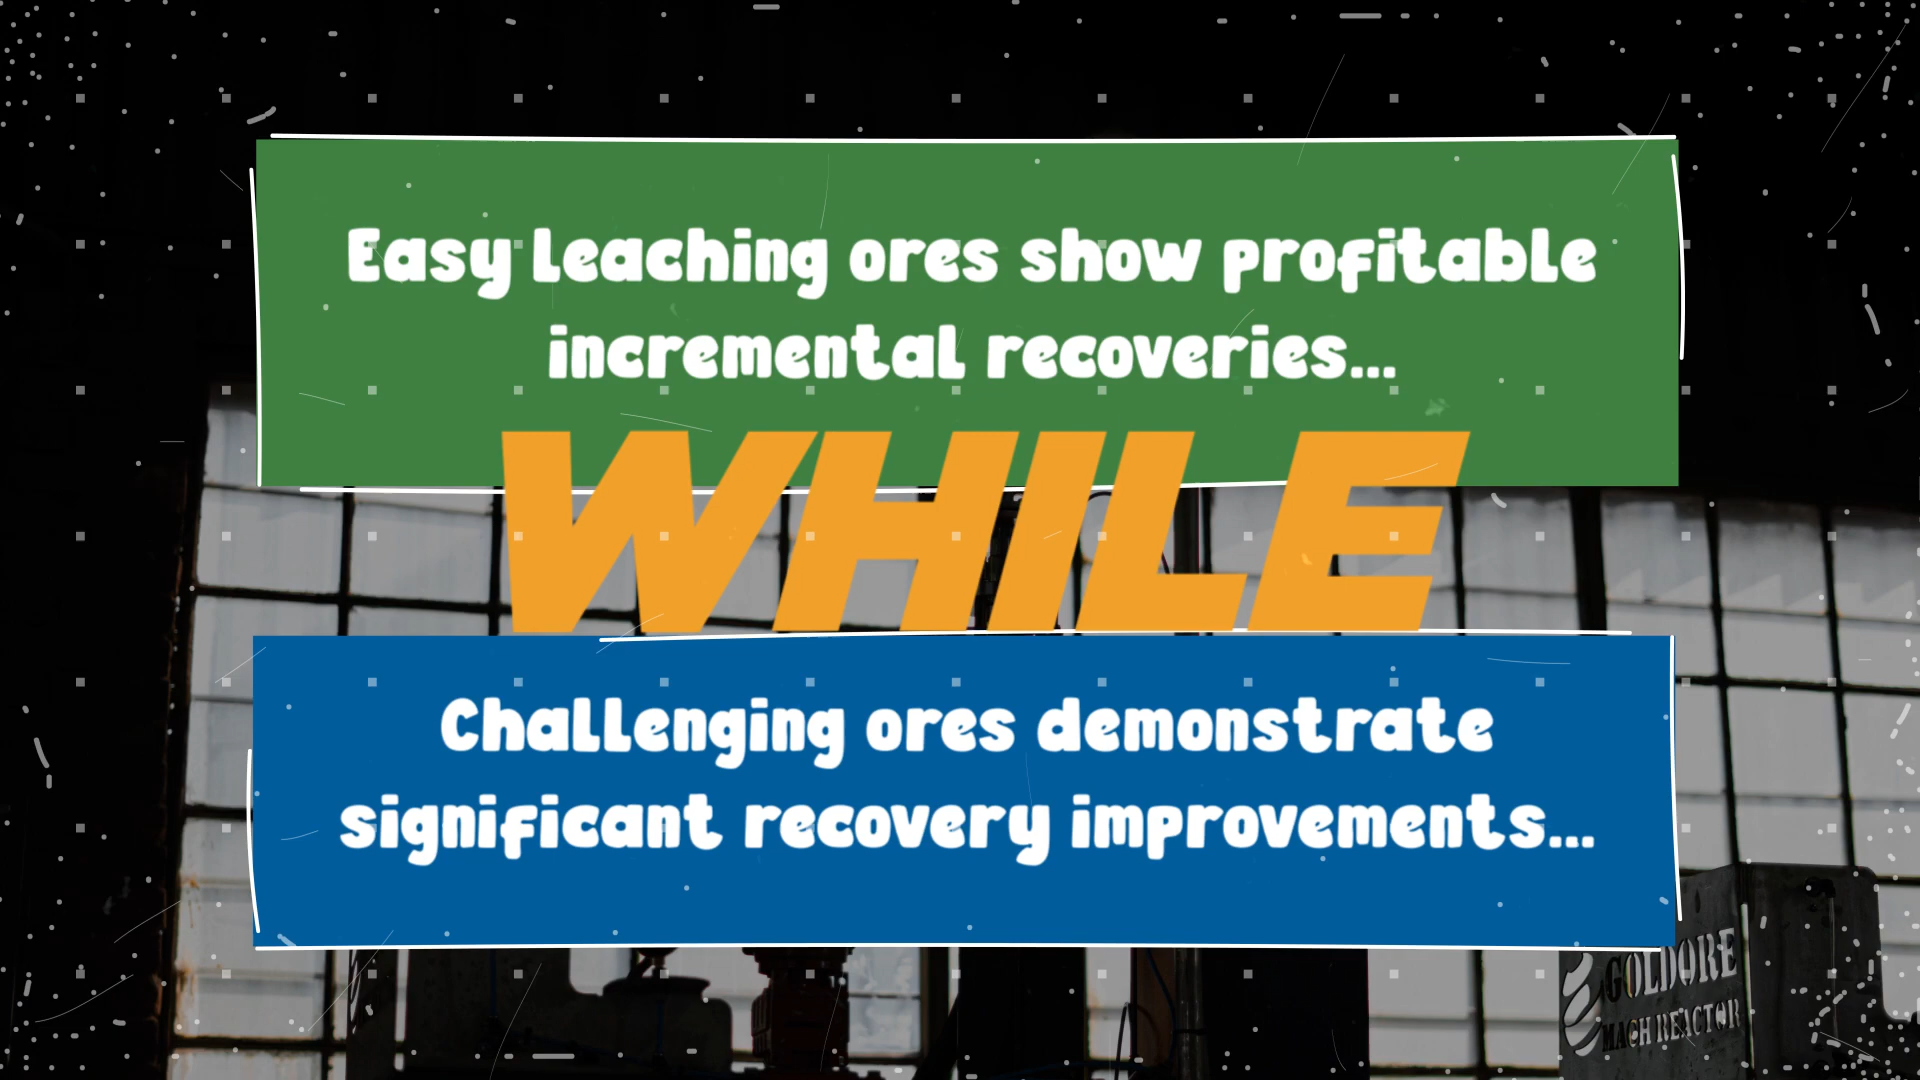 Easy leaching ores show profitable
incremental recoveries...
WHILE
Challenging ores demonstrate
significant recovery improvements...
GOLDORE
MACH REACTOR